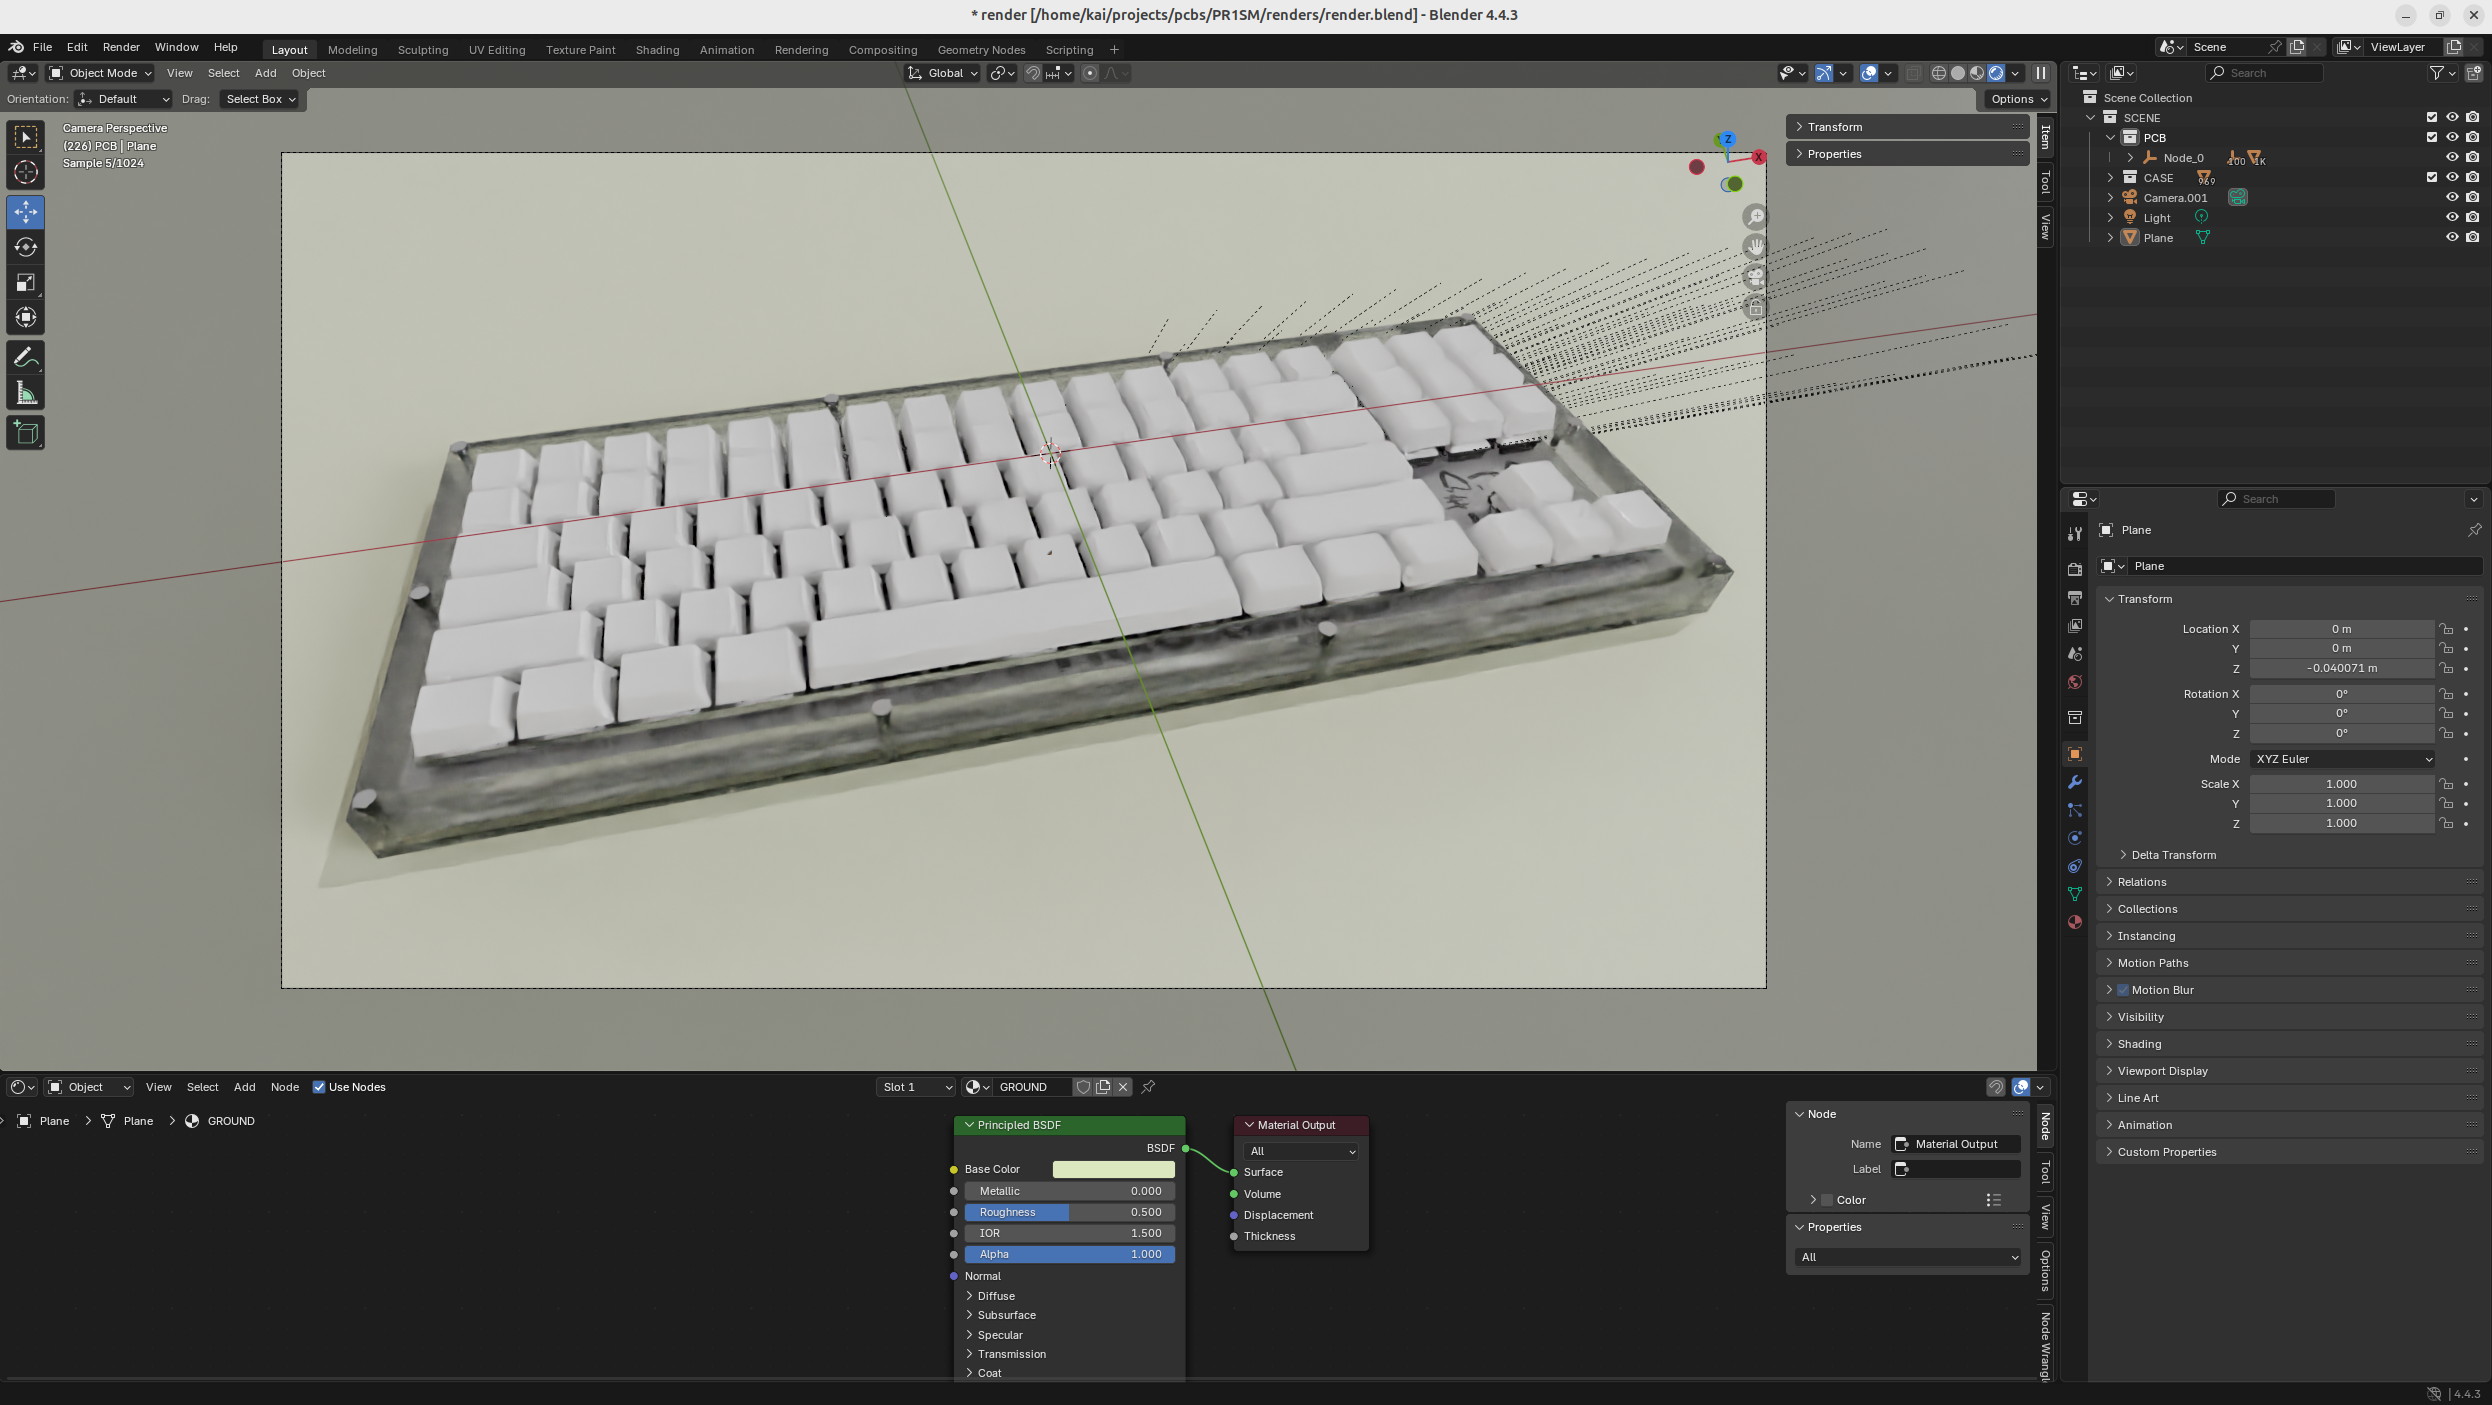 * render [/home/kai/projects/pcbs/PR1SM/renders/render.blend] - Blender 4.4.3
File Edit Render Window Help
Layout Modeling Sculpting UV Editing Texture Paint Shading Animation Rendering Compositing Geometry Nodes Scripting +
Scene
ViewLayer
Object Mode View Select Add Object
Global
Orientation: Default Drag: Select Box
Options
Camera Perspective
(226) PCB | Plane
Sample 5/1024
Transform
Properties
Z
X
Item
Tool
View
Search
Scene Collection
SCENE
PCB
Node_0 100 1K
CASE 969
Camera.001
Light
Plane
Search
Plane
Plane
Transform
Location X 0 m
Y 0 m
Z -0.040071 m
Rotation X 0°
Y 0°
Z 0°
Mode XYZ Euler
Scale X 1.000
Y 1.000
Z 1.000
Delta Transform
Relations
Collections
Instancing
Motion Paths
Motion Blur
Visibility
Shading
Viewport Display
Line Art
Animation
Custom Properties
Object View Select Add Node Use Nodes
Slot 1
GROUND
Plane > Plane > GROUND
Principled BSDF
BSDF
Base Color
Metallic 0.000
Roughness 0.500
IOR 1.500
Alpha 1.000
Normal
Diffuse
Subsurface
Specular
Transmission
Coat
Material Output
All
Surface
Volume
Displacement
Thickness
Node
Name Material Output
Label
Color
Properties
All
Node
Tool
View
Options
Node Wrangl
4.4.3